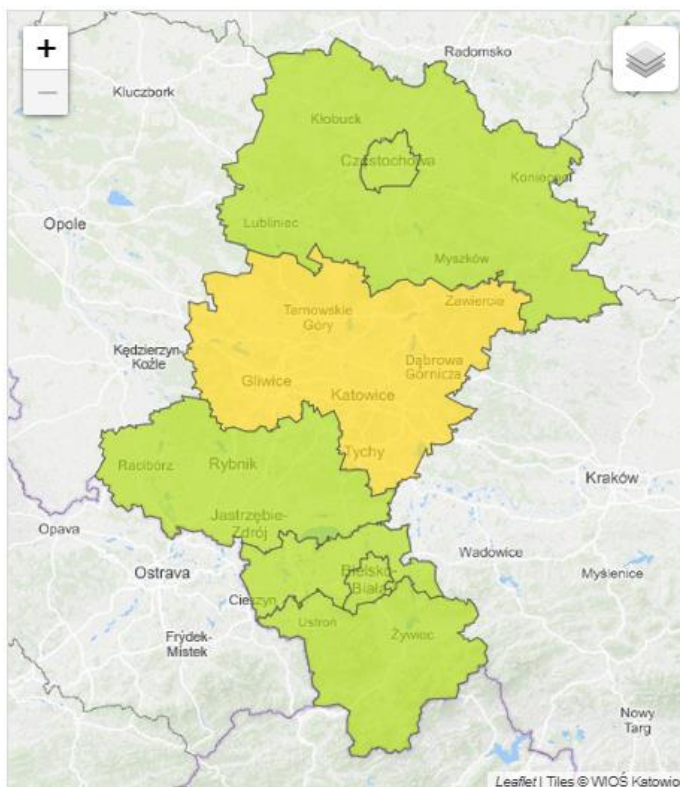 +
−
Radomsko
Kluczbork
Kłobuck
Częstochowa
Koniecpol
Opole
Lubliniec
Myszków
Zawiercie
Tarnowskie
Góry
Kędzierzyn
Koźle
Dąbrowa
Górnicza
Gliwice
Katowice
Tychy
Racibórz
Rybnik
Kraków
Jastrzębie-
Zdrój
Opava
Wadowice
Ostrava
Bielsko-
Biała
Myślenice
Cieszyn
Ustroń
Żywiec
Frýdek-
Mistek
Nowy
Targ
Leaflet | Tiles © WIOŚ Katowic